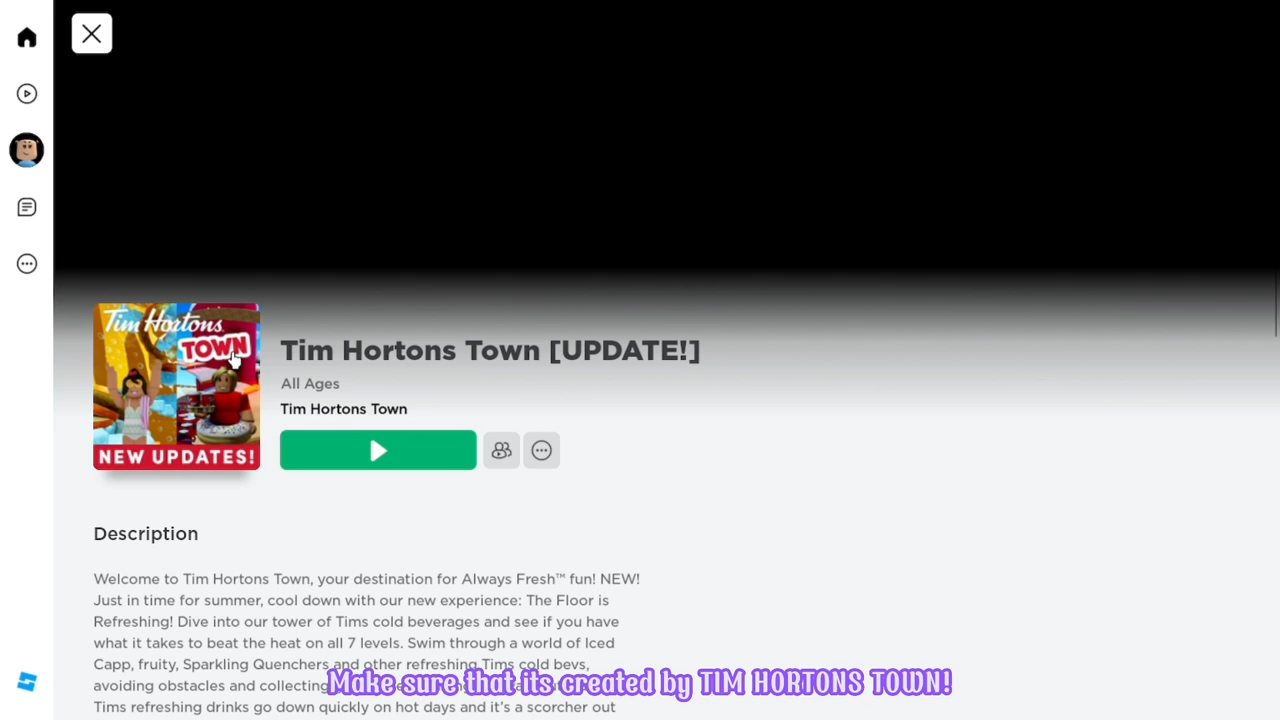 Tim Hortons
TOWN
NEW UPDATES!
Tim Hortons Town [UPDATE!]
All Ages
Tim Hortons Town
Description
Welcome to Tim Hortons Town, your destination for Always Fresh™ fun! NEW!
Just in time for summer, cool down with our new experience: The Floor is
Refreshing! Dive into our tower of Tims cold beverages and see if you have
what it takes to beat the heat on all 7 levels. Swim through a world of Iced
Capp, fruity, Sparkling Quenchers and other refreshing Tims cold bevs,
avoiding obstacles and collecting
Make sure that its created by TIM HORTONS TOWN!
Tims refreshing drinks go down quickly on hot days and it's a scorcher out